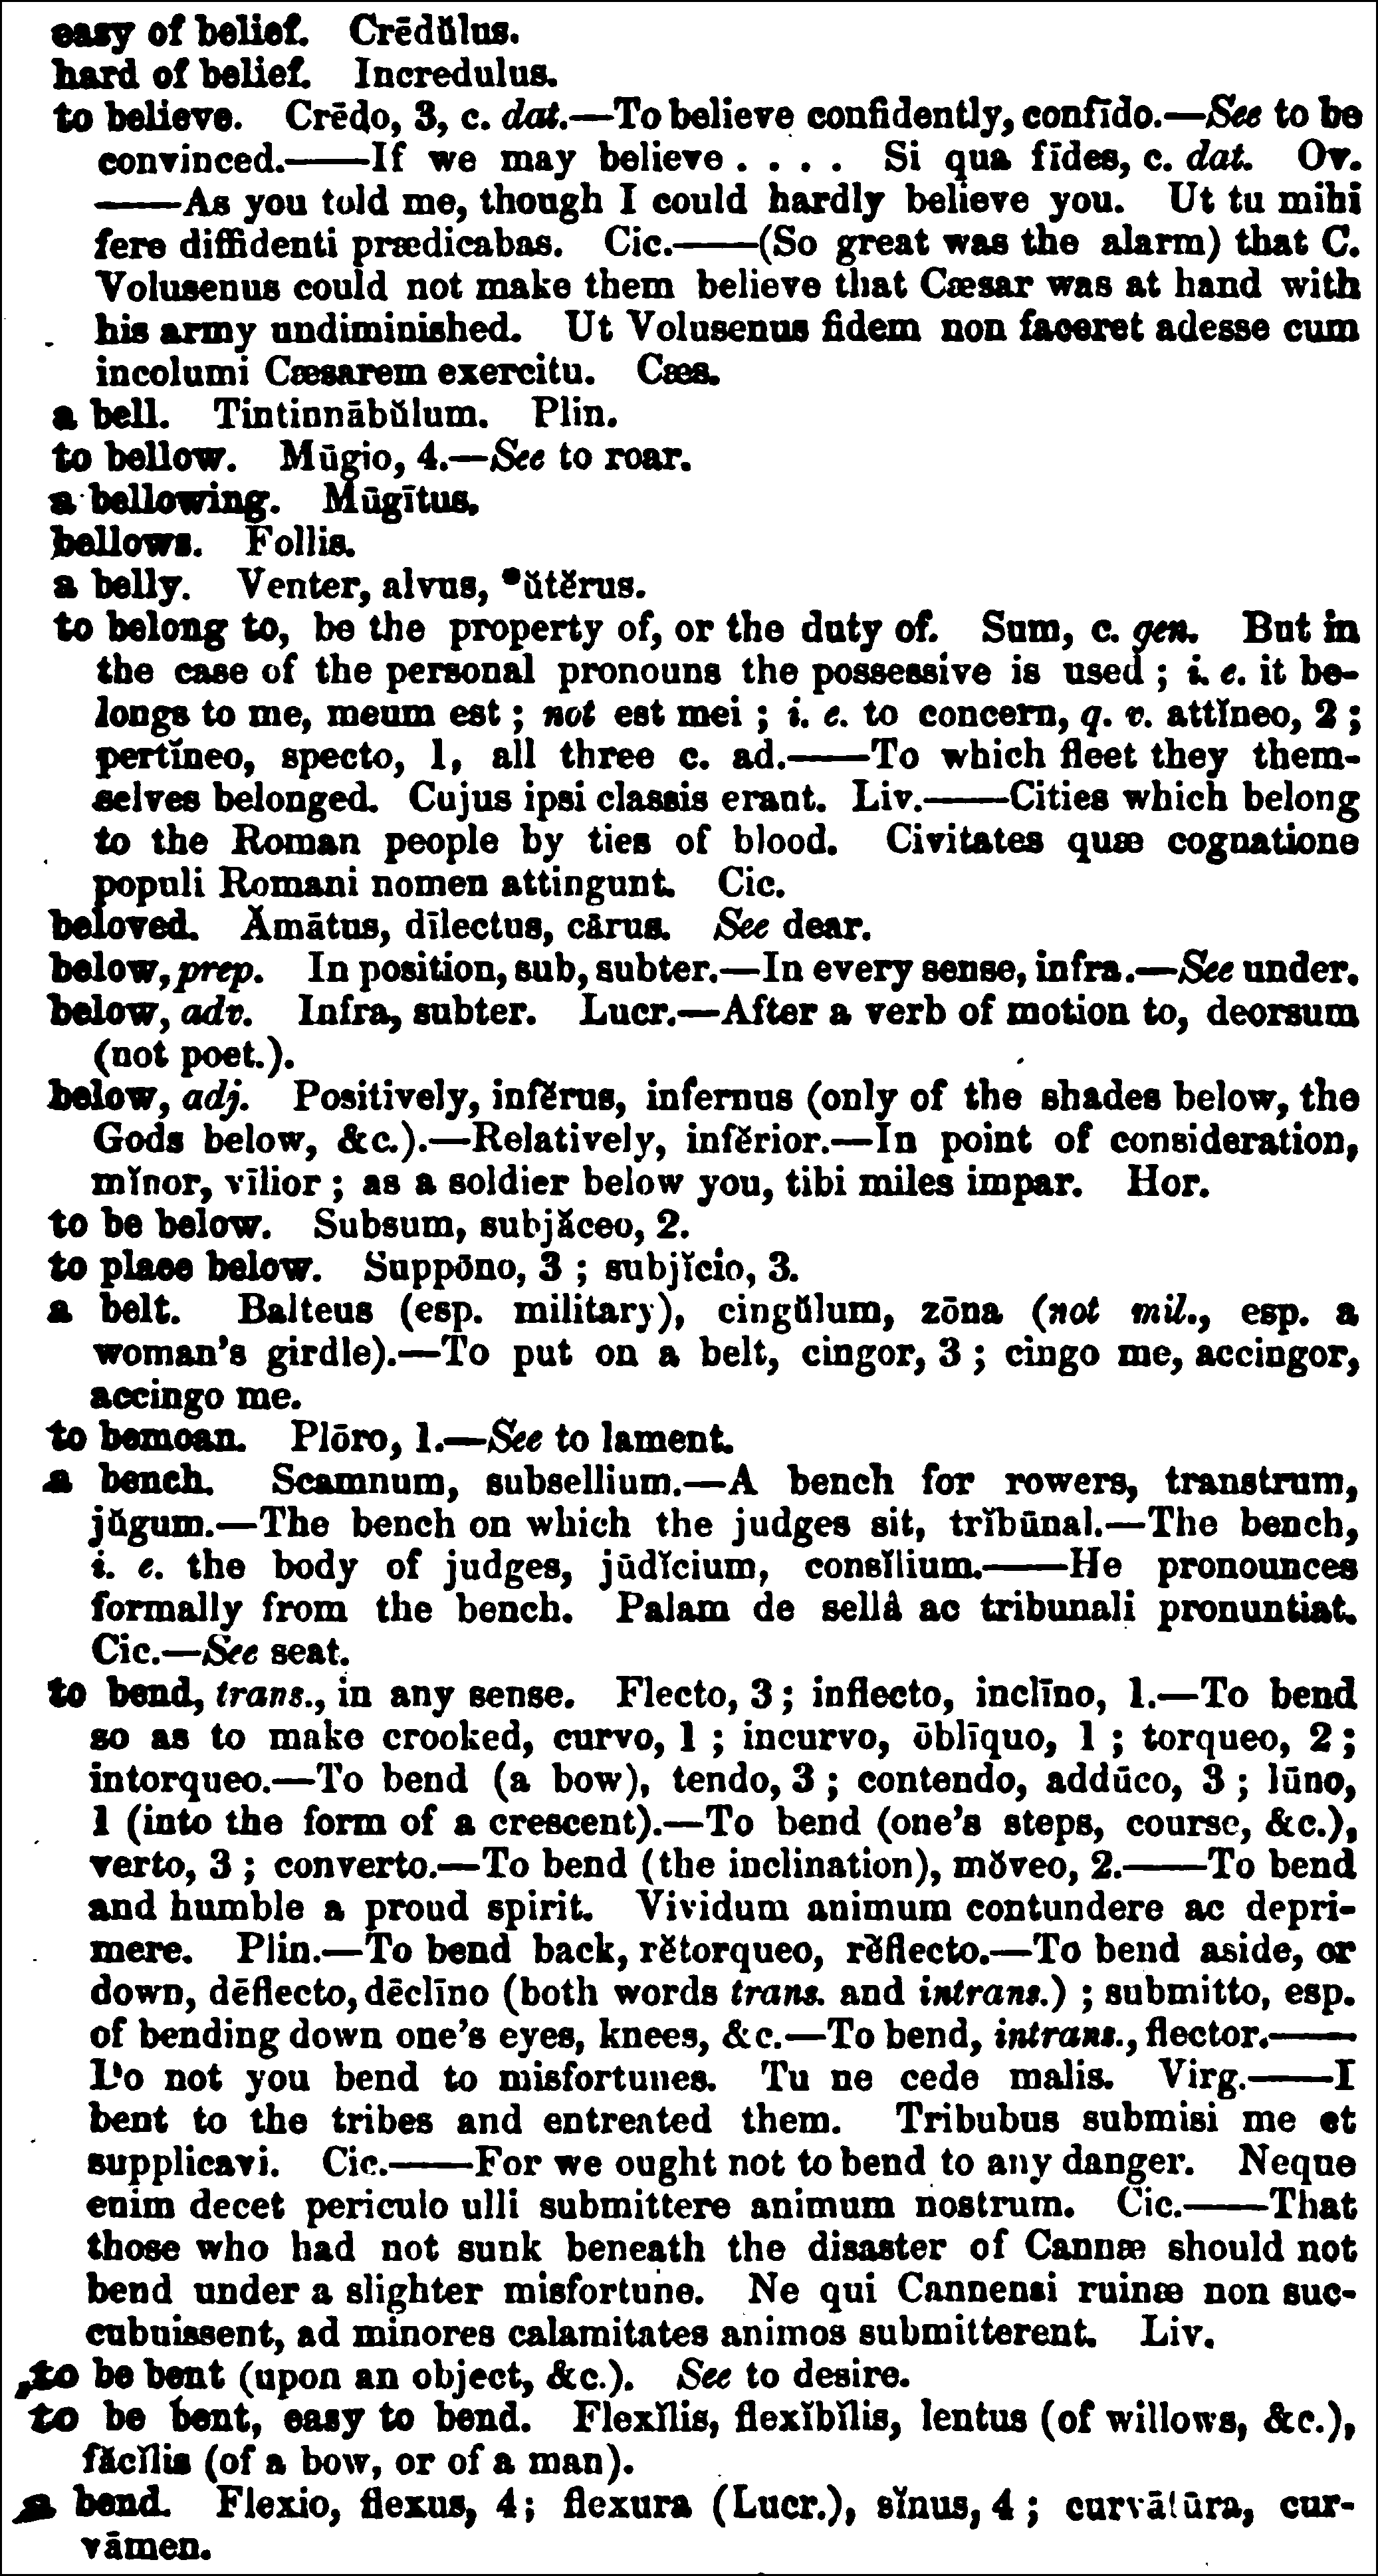 easy of belief. Crēdŭlus.
hard of belief. Incredulus.
to believe. Crēdo, 3, c. dat.—To believe confidently, confīdo.—See to be
convinced.——If we may believe . . . . Si qua fīdes, c. dat. Ov.
——As you told me, though I could hardly believe you. Ut tu mihi
fere diffidenti prædicabas. Cic.——(So great was the alarm) that C.
Volusenus could not make them believe that Cæsar was at hand with
his army undiminished. Ut Volusenus fidem non faceret adesse cum
incolumi Cæsarem exercitu. Cæs.
a bell. Tintinnābŭlum. Plin.
to bellow. Mūgio, 4.—See to roar.
a bellowing. Mūgītus.
bellows. Follis.
a belly. Venter, alvus, *ŭtĕrus.
to belong to, be the property of, or the duty of. Sum, c. gen. But in
the case of the personal pronouns the possessive is used ; i. e. it be-
longs to me, meum est ; not est mei ; i. e. to concern, q. v. attĭneo, 2 ;
pertĭneo, specto, 1, all three c. ad.——To which fleet they them-
selves belonged. Cujus ipsi classis erant. Liv.——Cities which belong
to the Roman people by ties of blood. Civitates quæ cognatione
populi Romani nomen attingunt. Cic.
beloved. Ămātus, dīlectus, cārus. See dear.
below, prep. In position, sub, subter.—In every sense, infra.—See under.
below, adv. Infra, subter. Lucr.—After a verb of motion to, deorsum
(not poet.).
below, adj. Positively, infĕrus, infernus (only of the shades below, the
Gods below, &c.).—Relatively, infĕrior.—In point of consideration,
mĭnor, vīlior ; as a soldier below you, tibi miles impar. Hor.
to be below. Subsum, subjăceo, 2.
to place below. Suppōno, 3 ; subjĭcio, 3.
a belt. Balteus (esp. military), cingŭlum, zōna (not mil., esp. a
woman's girdle).—To put on a belt, cingor, 3 ; cingo me, accingor,
accingo me.
to bemoan. Plōro, 1.—See to lament.
a bench. Scamnum, subsellium.—A bench for rowers, transtrum,
jŭgum.—The bench on which the judges sit, trĭbūnal.—The bench,
i. e. the body of judges, jūdĭcium, consĭlium.——He pronounces
formally from the bench. Palam de sellâ ac tribunali pronuntiat.
Cic.—See seat.
to bend, trans., in any sense. Flecto, 3 ; inflecto, inclīno, 1.—To bend
so as to make crooked, curvo, 1 ; incurvo, ōblīquo, 1 ; torqueo, 2 ;
intorqueo.—To bend (a bow), tendo, 3 ; contendo, addūco, 3 ; lūno,
1 (into the form of a crescent).—To bend (one's steps, course, &c.),
verto, 3 ; converto.—To bend (the inclination), mŏveo, 2.——To bend
and humble a proud spirit. Vividum animum contundere ac depri-
mere. Plin.—To bend back, rĕtorqueo, rĕflecto.—To bend aside, or
down, dēflecto, dēclīno (both words trans. and intrans.) ; submitto, esp.
of bending down one's eyes, knees, &c.—To bend, intrans., flector.——
Do not you bend to misfortunes. Tu ne cede malis. Virg.——I
bent to the tribes and entreated them. Tribubus submisi me et
supplicavi. Cic.——For we ought not to bend to any danger. Neque
enim decet periculo ulli submittere animum nostrum. Cic.——That
those who had not sunk beneath the disaster of Cannæ should not
bend under a slighter misfortune. Ne qui Cannensi ruinæ non suc-
cubuissent, ad minores calamitates animos submitterent. Liv.
to be bent (upon an object, &c.). See to desire.
to be bent, easy to bend. Flexĭlis, flexĭbĭlis, lentus (of willows, &c.),
făcĭlis (of a bow, or of a man).
a bend. Flexio, flexus, 4 ; flexura (Lucr.), sĭnus, 4 ; curvātūra, cur-
vāmen.